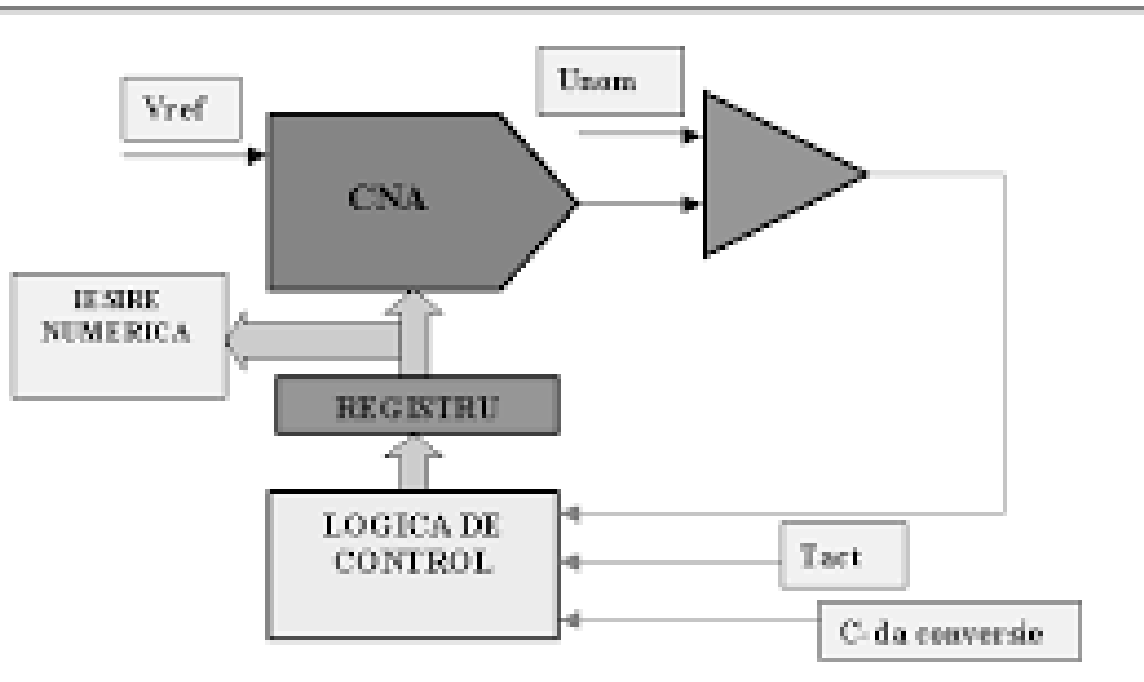 Vref
Unom
CNA
IESIRE
NUMERICA
REGISTRU
LOGICA DE
CONTROL
Tact
C-da conversie